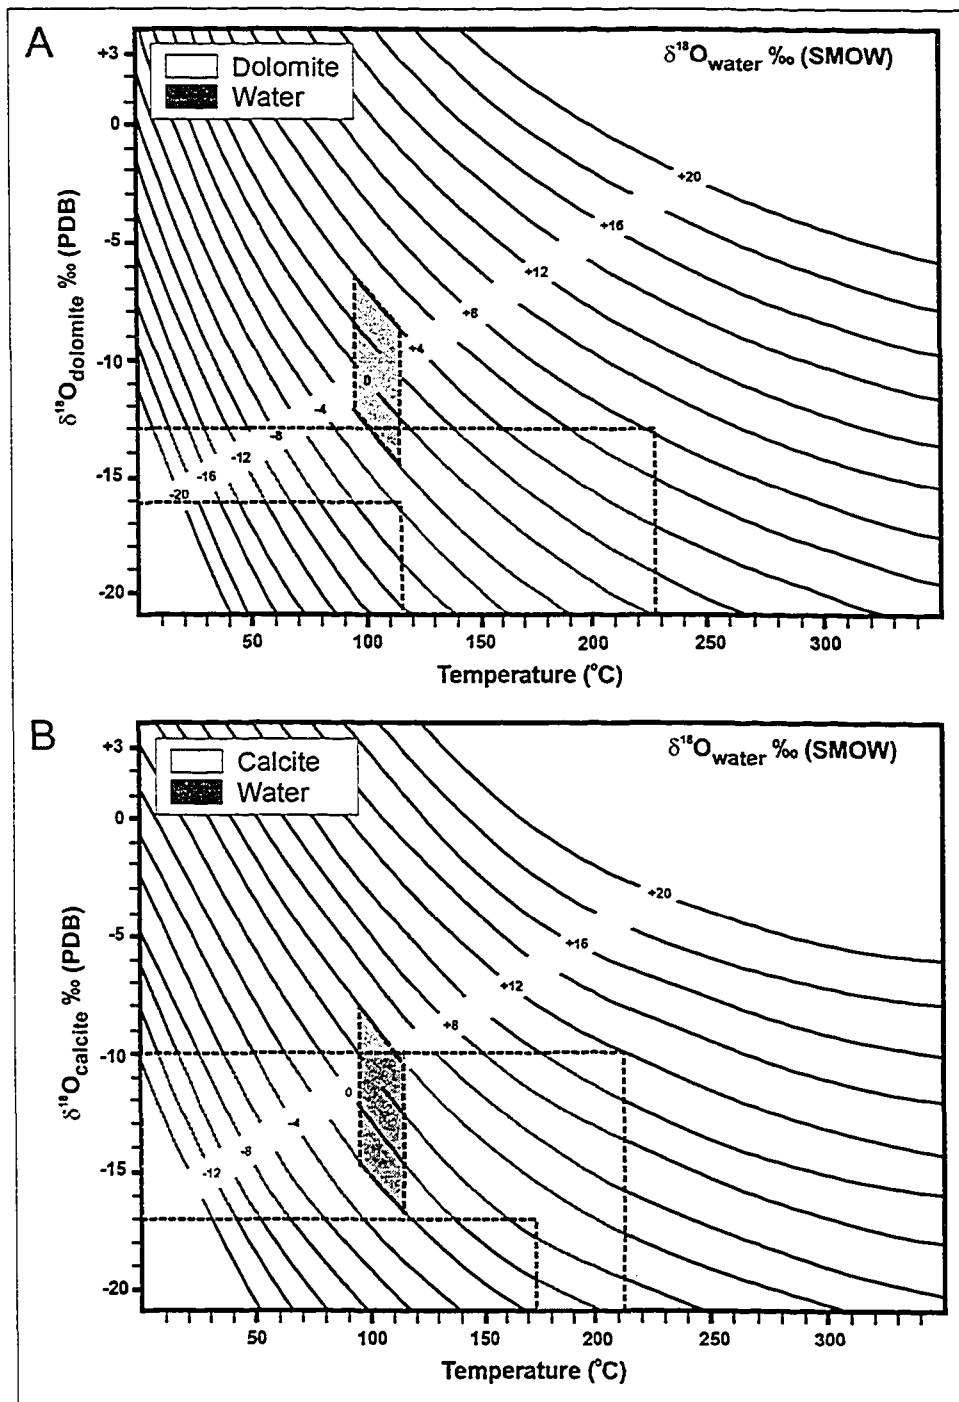 A
δ¹⁸Owater ‰ (SMOW)
Dolomite
Water
δ¹⁸Odolomite ‰ (PDB)
+3
0
-5
-10
-15
-20
+20
+16
+12
+8
+4
0
-4
-8
-12
-16
-20
50 100 150 200 250 300
Temperature (°C)
B
δ¹⁸Owater ‰ (SMOW)
Calcite
Water
δ¹⁸Ocalcite ‰ (PDB)
+3
0
-5
-10
-15
-20
+20
+16
+12
+8
0
-4
-8
-12
50 100 150 200 250 300
Temperature (°C)